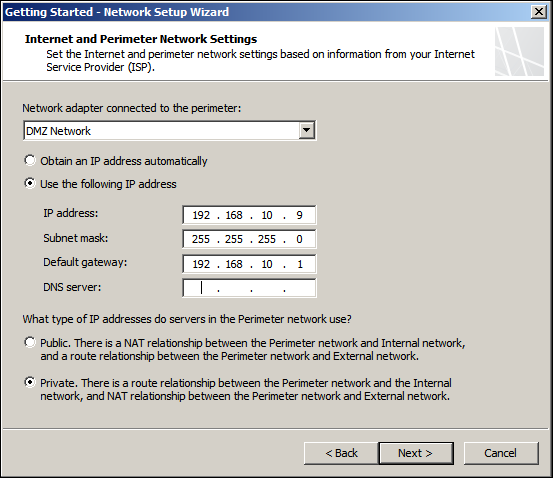 Getting Started - Network Setup Wizard
Internet and Perimeter Network Settings
Set the Internet and perimeter network settings based on information from your Internet
Service Provider (ISP).
Network adapter connected to the perimeter:
DMZ Network
Obtain an IP address automatically
Use the following IP address
IP address: 192 . 168 . 10 . 9
Subnet mask: 255 . 255 . 255 . 0
Default gateway: 192 . 168 . 10 . 1
DNS server: . . .
What type of IP addresses do servers in the Perimeter network use?
Public. There is a NAT relationship between the Perimeter network and Internal network,
and a route relationship between the Perimeter network and External network.
Private. There is a route relationship between the Perimeter network and the Internal
network, and NAT relationship between the Perimeter network and External network.
< Back Next > Cancel